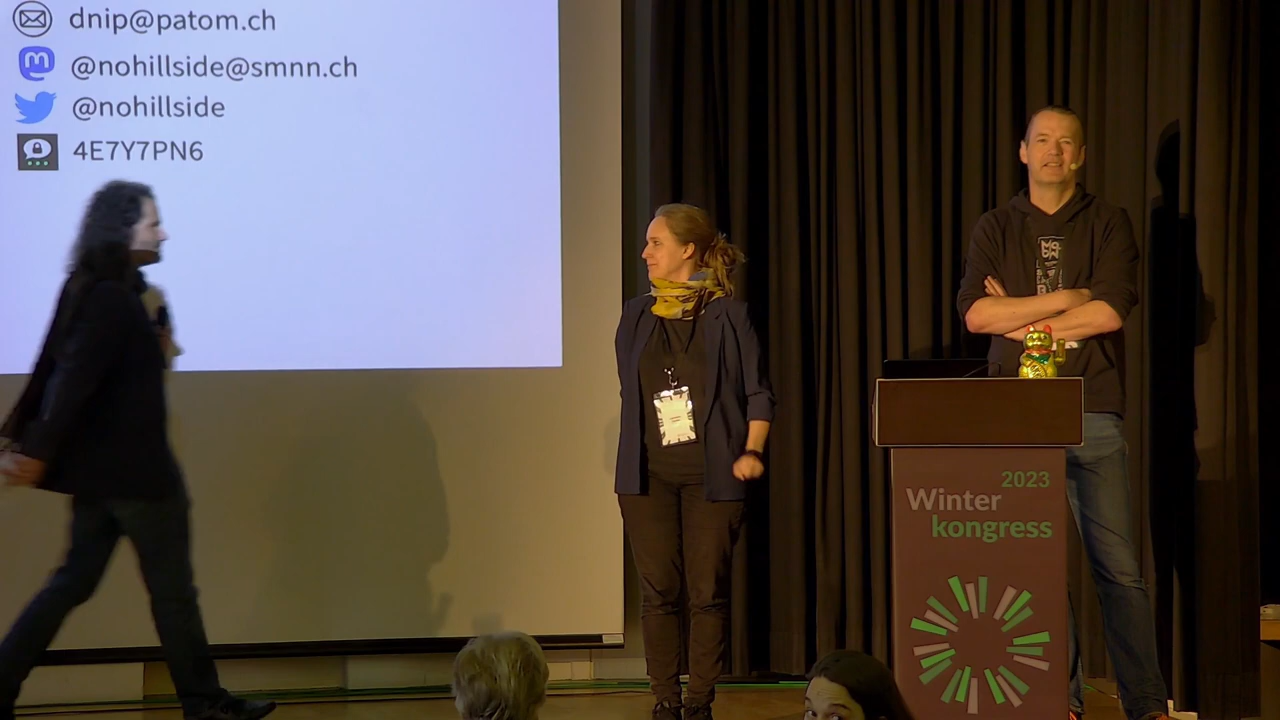 dnip@patom.ch
@nohillside@smnn.ch
@nohillside
4E7Y7PN6
2023
Winter
kongress